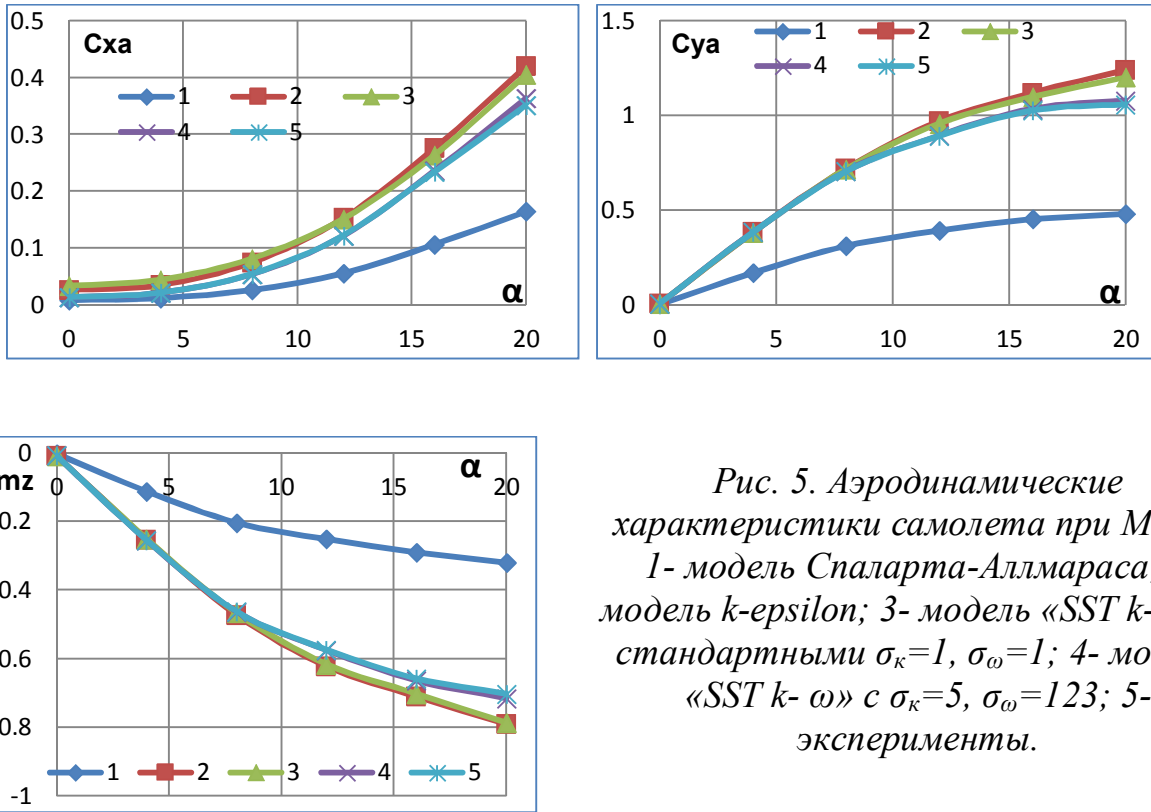 0.5
Cxa
0.4
1 2 3
0.3
4 5
0.2
0.1
0
α
0 5 10 15 20
1.5
Cya
1 2 3
4 5
1
0.5
0
α
0 5 10 15 20
0
mz
α
0 5 10 15 20
0.2
0.4
0.6
0.8
1 2 3 4 5
-1
Рис. 5. Аэродинамические
характеристики самолета при М
1- модель Спаларта-Аллмараса
модель k-epsilon; 3- модель «SST k-
стандартными σκ=1, σω=1; 4- мо
«SST k- ω» с σκ=5, σω=123; 5-
эксперименты.